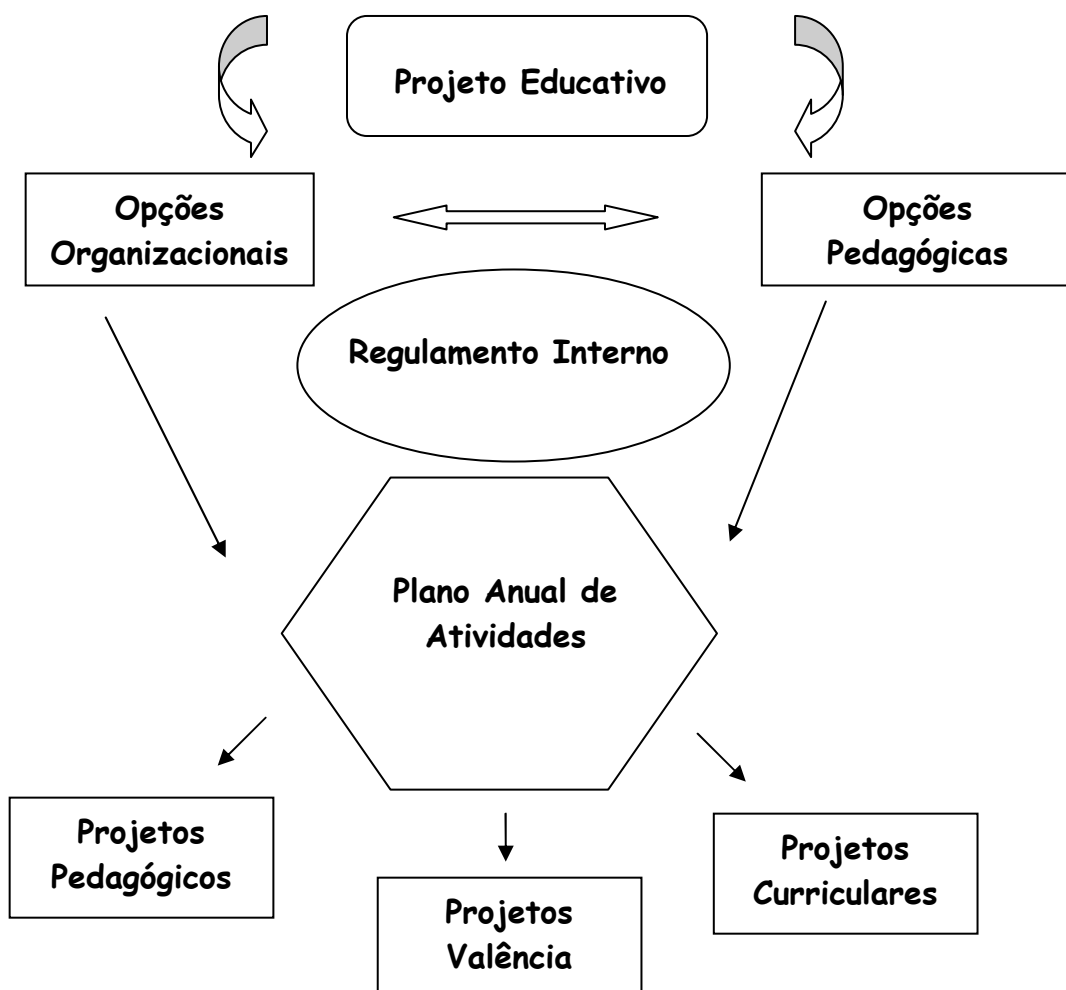 Projeto Educativo
Opções
Organizacionais
Opções
Pedagógicas
Regulamento Interno
Plano Anual de
Atividades
Projetos
Pedagógicos
Projetos
Valência
Projetos
Curriculares